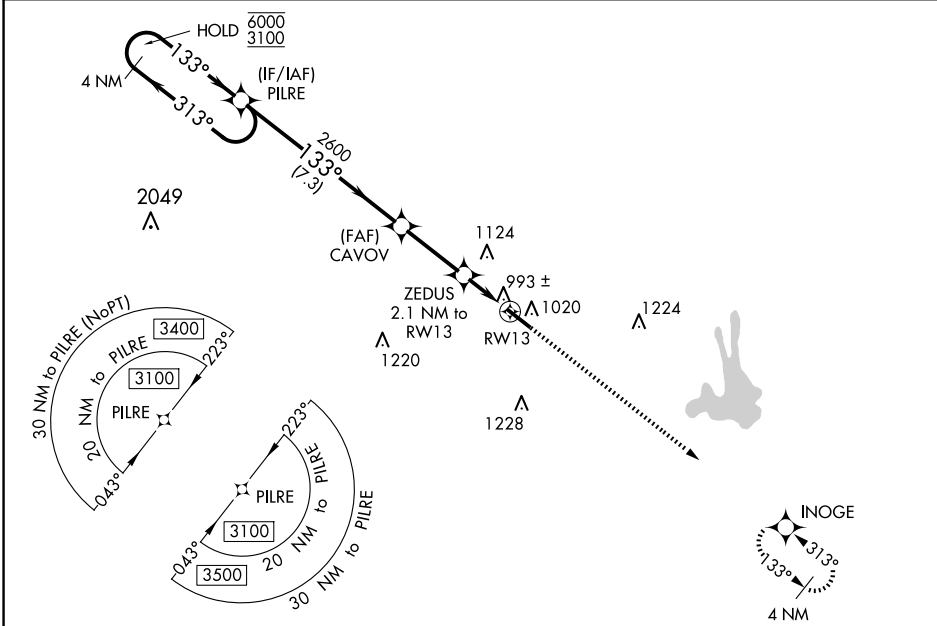 HOLD 6000
3100
133°
4 NM
313°
(IF/IAF)
PILRE
2600
133°
(7.3)
2049
(FAF)
CAVOV
1124
993 ±
ZEDUS
2.1 NM to
RW13
1020
RW13
1224
1220
1228
30 NM to PILRE (NoPT)
3400
20 NM to PILRE
3100
223°
PILRE
043°
223°
PILRE
3100
20 NM to PILRE
043°
3500
30 NM to PILRE
INOGE
313°
133°
4 NM